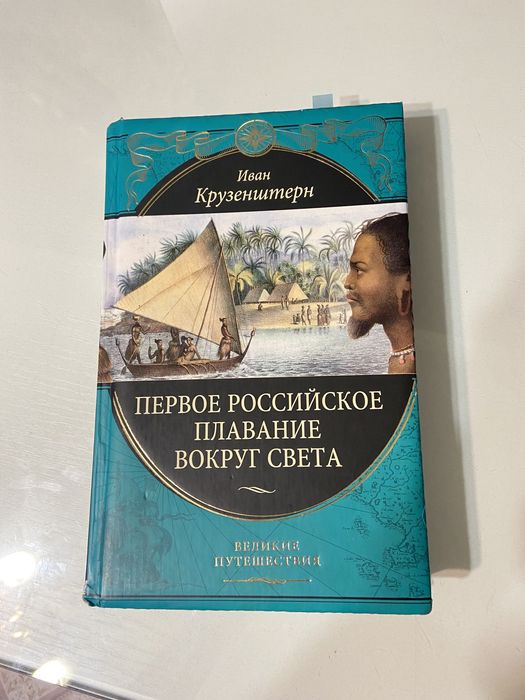 Иван
Крузенштерн
ПЕРВОЕ РОССИЙСКОЕ
ПЛАВАНИЕ
ВОКРУГ СВЕТА
ВЕЛИКИЕ
ПУТЕШЕСТВИЯ